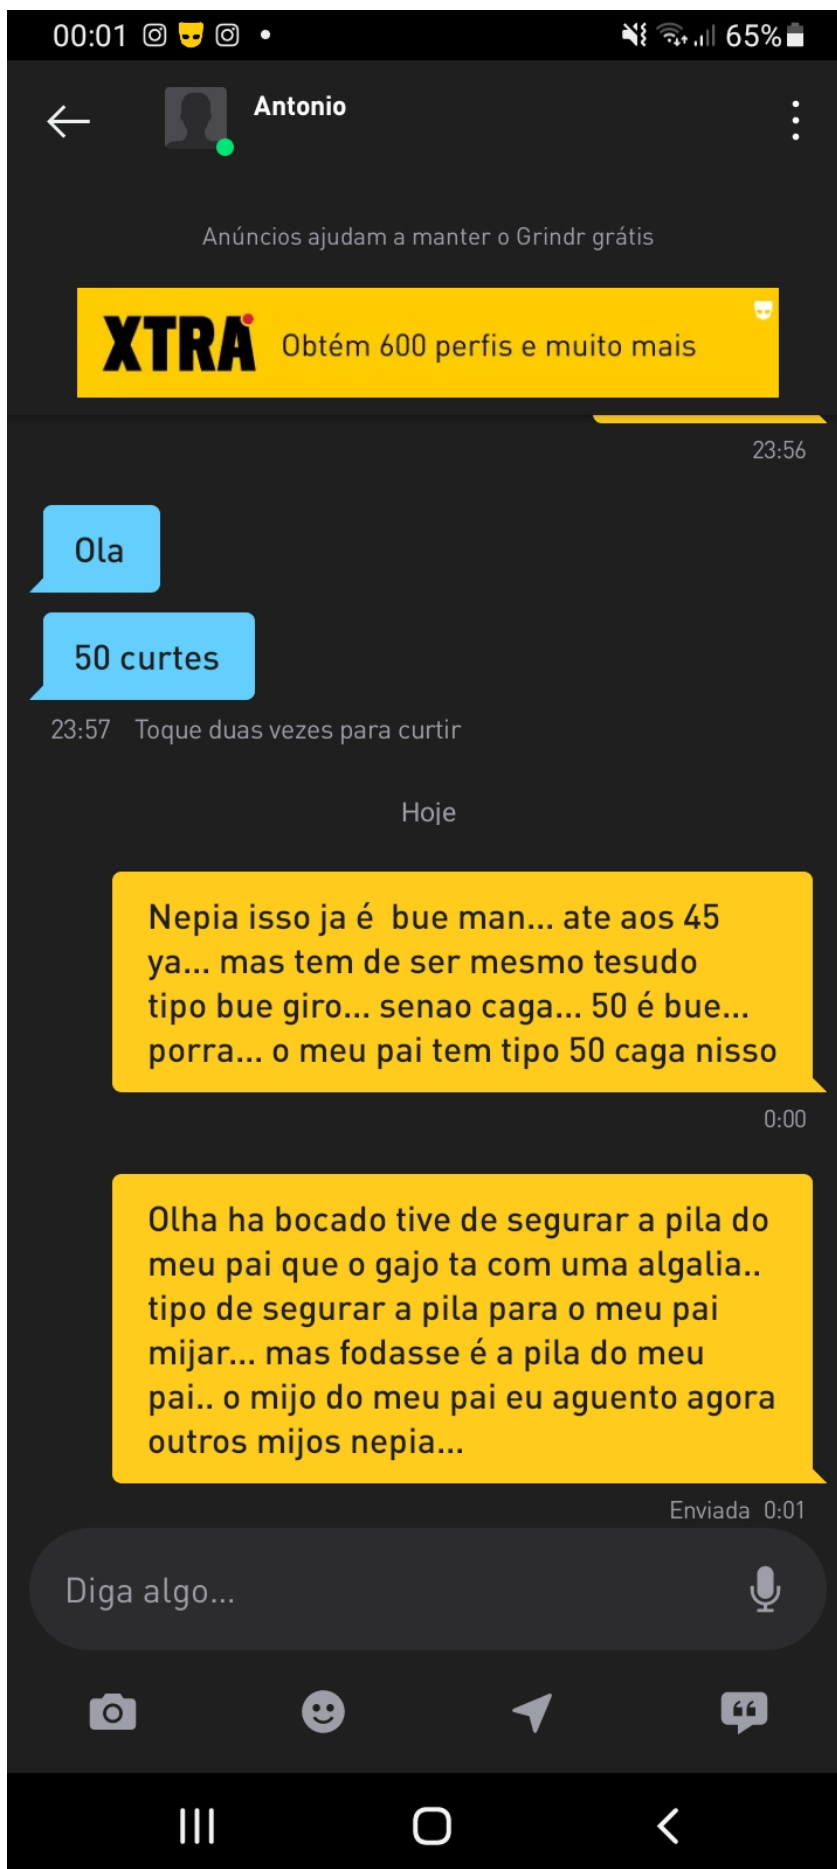 00:01 65%
Antonio
Anúncios ajudam a manter o Grindr grátis
XTRA Obtém 600 perfis e muito mais
23:56
Ola
50 curtes
23:57 Toque duas vezes para curtir
Hoje
Nepia isso ja é bue man... ate aos 45
ya... mas tem de ser mesmo tesudo
tipo bue giro... senao caga... 50 é bue...
porra... o meu pai tem tipo 50 caga nisso
0:00
Olha ha bocado tive de segurar a pila do
meu pai que o gajo ta com uma algalia..
tipo de segurar a pila para o meu pai
mijar... mas fodasse é a pila do meu
pai.. o mijo do meu pai eu aguento agora
outros mijos nepia...
Enviada 0:01
Diga algo...